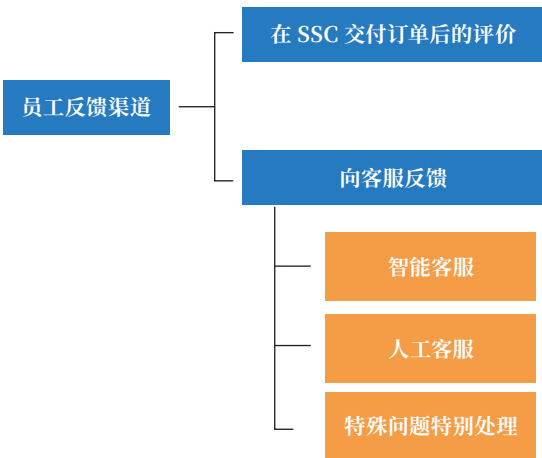 在 SSC 交付订单后的评价
员工反馈渠道
向客服反馈
智能客服
人工客服
特殊问题特别处理